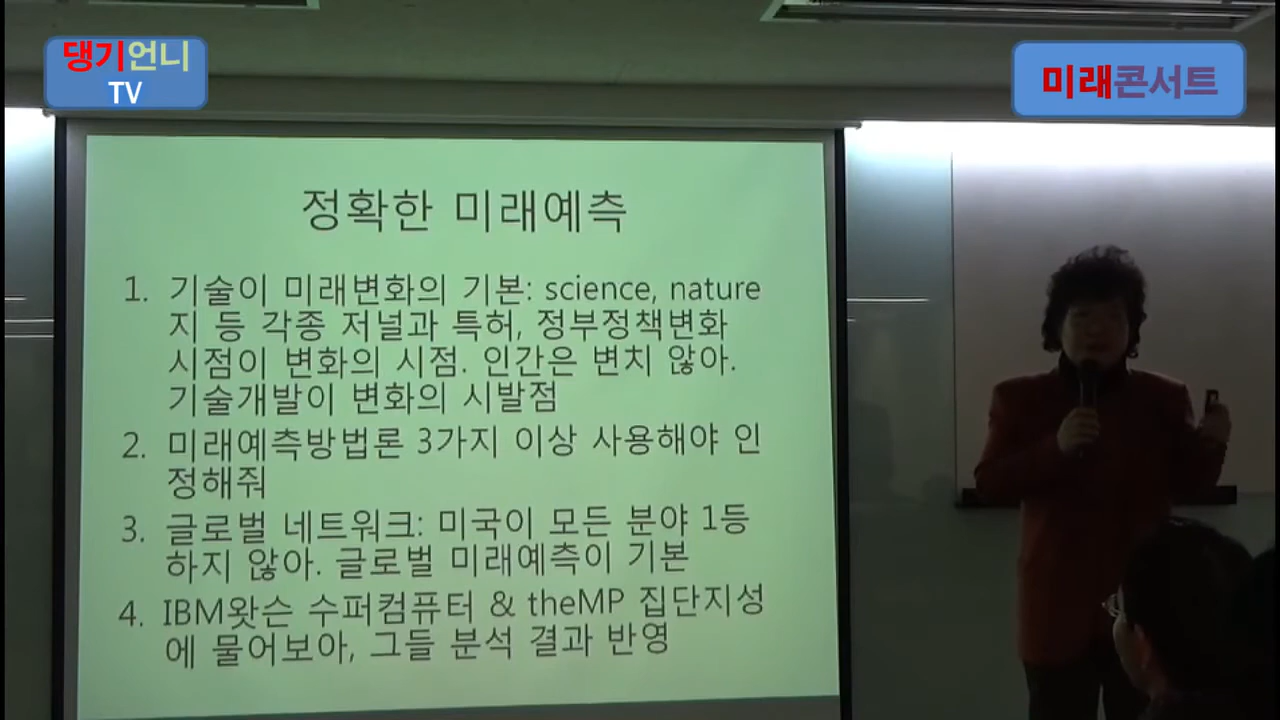 댕기언니
TV
미래콘서트
정확한 미래예측
1. 기술이 미래변화의 기본: science, nature
지 등 각종 저널과 특허, 정부정책변화
시점이 변화의 시점. 인간은 변치 않아.
기술개발이 변화의 시발점
2. 미래예측방법론 3가지 이상 사용해야 인
정해줘
3. 글로벌 네트워크: 미국이 모든 분야 1등
하지 않아. 글로벌 미래예측이 기본
4. IBM왓슨 수퍼컴퓨터 & theMP 집단지성
에 물어보아, 그들 분석 결과 반영